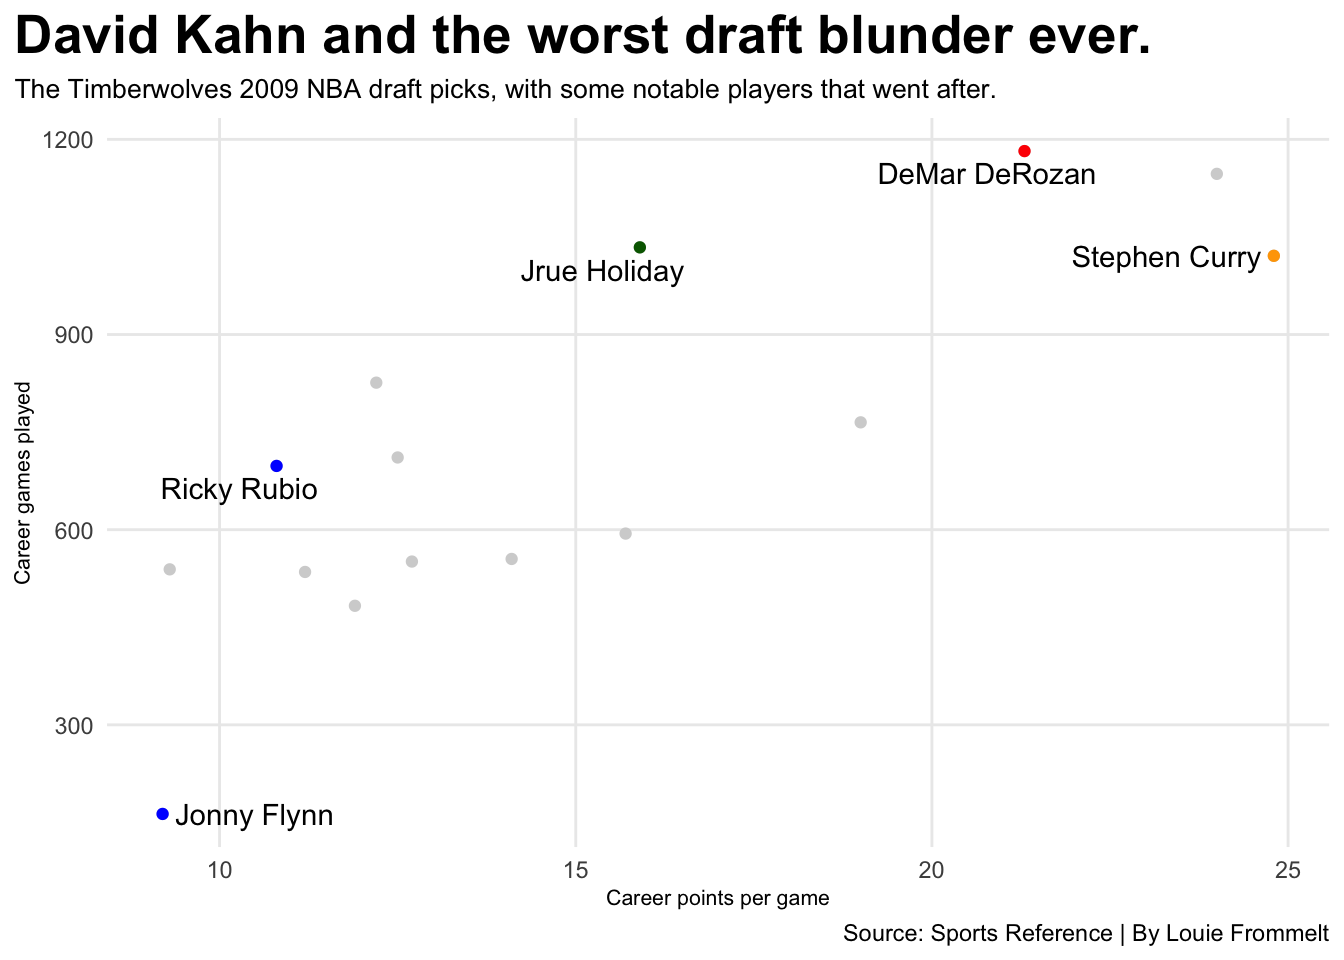 David Kahn and the worst draft blunder ever.
The Timberwolves 2009 NBA draft picks, with some notable players that went after.
1200
DeMar DeRozan
Stephen Curry
Jrue Holiday
900
Career games played
Ricky Rubio
600
300
Jonny Flynn
10
15
20
25
Career points per game
Source: Sports Reference | By Louie Frommelt